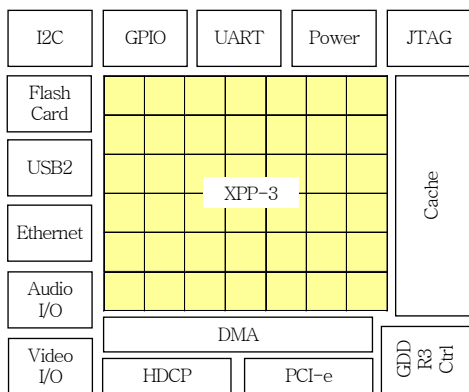 I2C
GPIO
UART
Power
JTAG
Flash
Card
USB2
Ethernet
Audio
I/O
Video
I/O
XPP-3
Cache
DMA
HDCP
PCI-e
GDD
R3
Ctrl